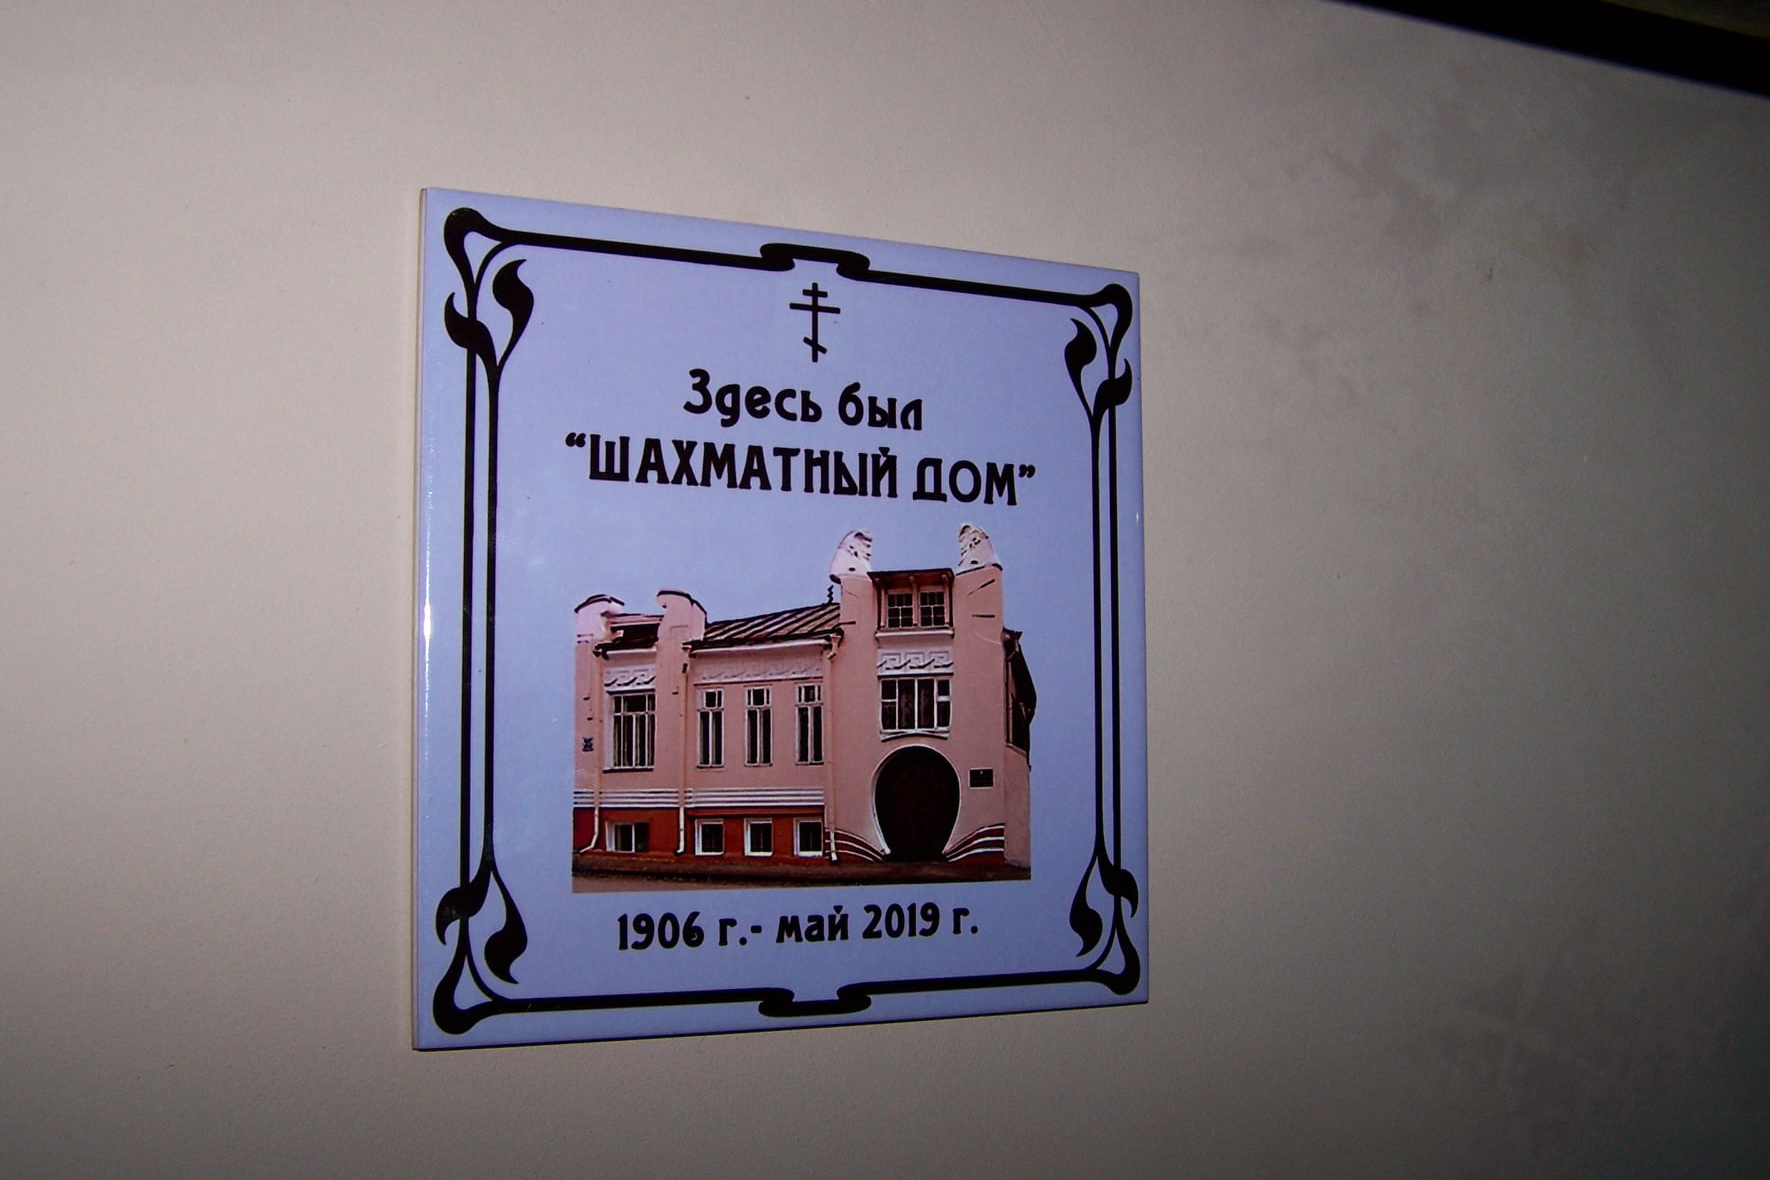 Здесь был
“ШАХМАТНЫЙ ДОМ”
1906 г.- май 2019 г.